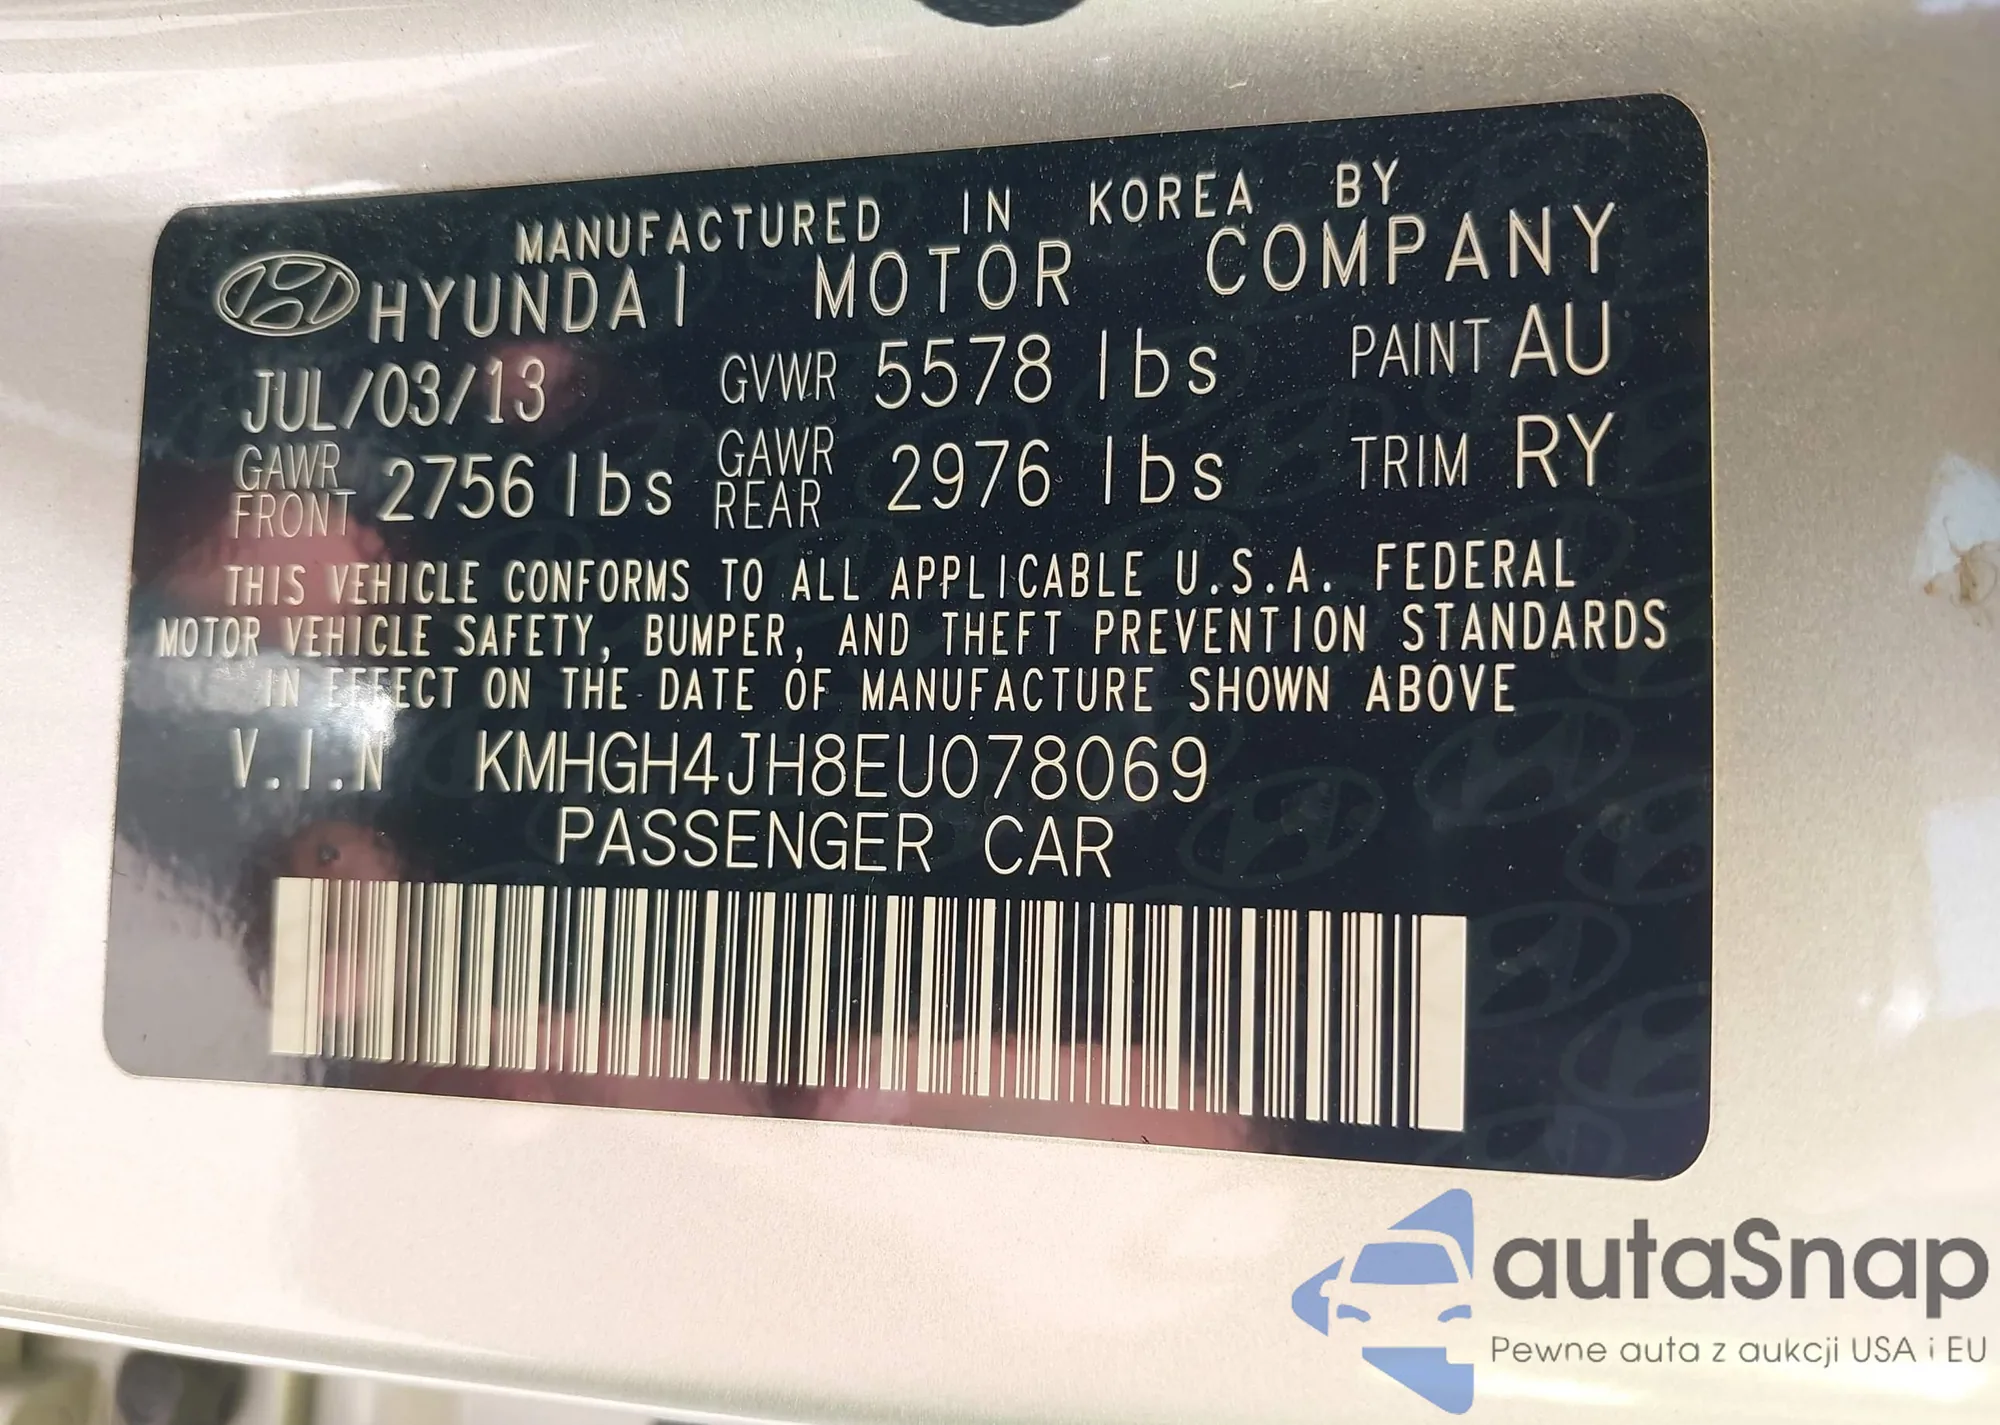 MANUFACTURED IN KOREA BY
HYUNDAI MOTOR COMPANY
JUL/03/13 GVWR 5578 lbs PAINT AU
GAWR FRONT 2756 lbs GAWR REAR 2976 lbs TRIM RY
THIS VEHICLE CONFORMS TO ALL APPLICABLE U.S.A. FEDERAL
MOTOR VEHICLE SAFETY, BUMPER, AND THEFT PREVENTION STANDARDS
IN EFFECT ON THE DATE OF MANUFACTURE SHOWN ABOVE
V.I.N KMHGH4JH8EU078069
PASSENGER CAR
autaSnap
Pewne auta z aukcji USA i EU